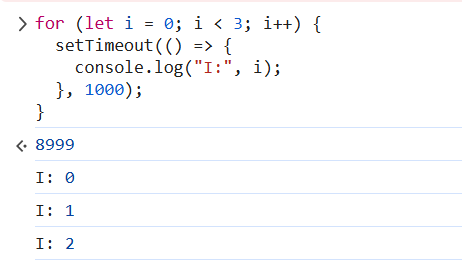 for (let i = 0; i < 3; i++) {
  setTimeout(() => {
    console.log("I:", i);
  }, 1000);
}
8999
I: 0
I: 1
I: 2